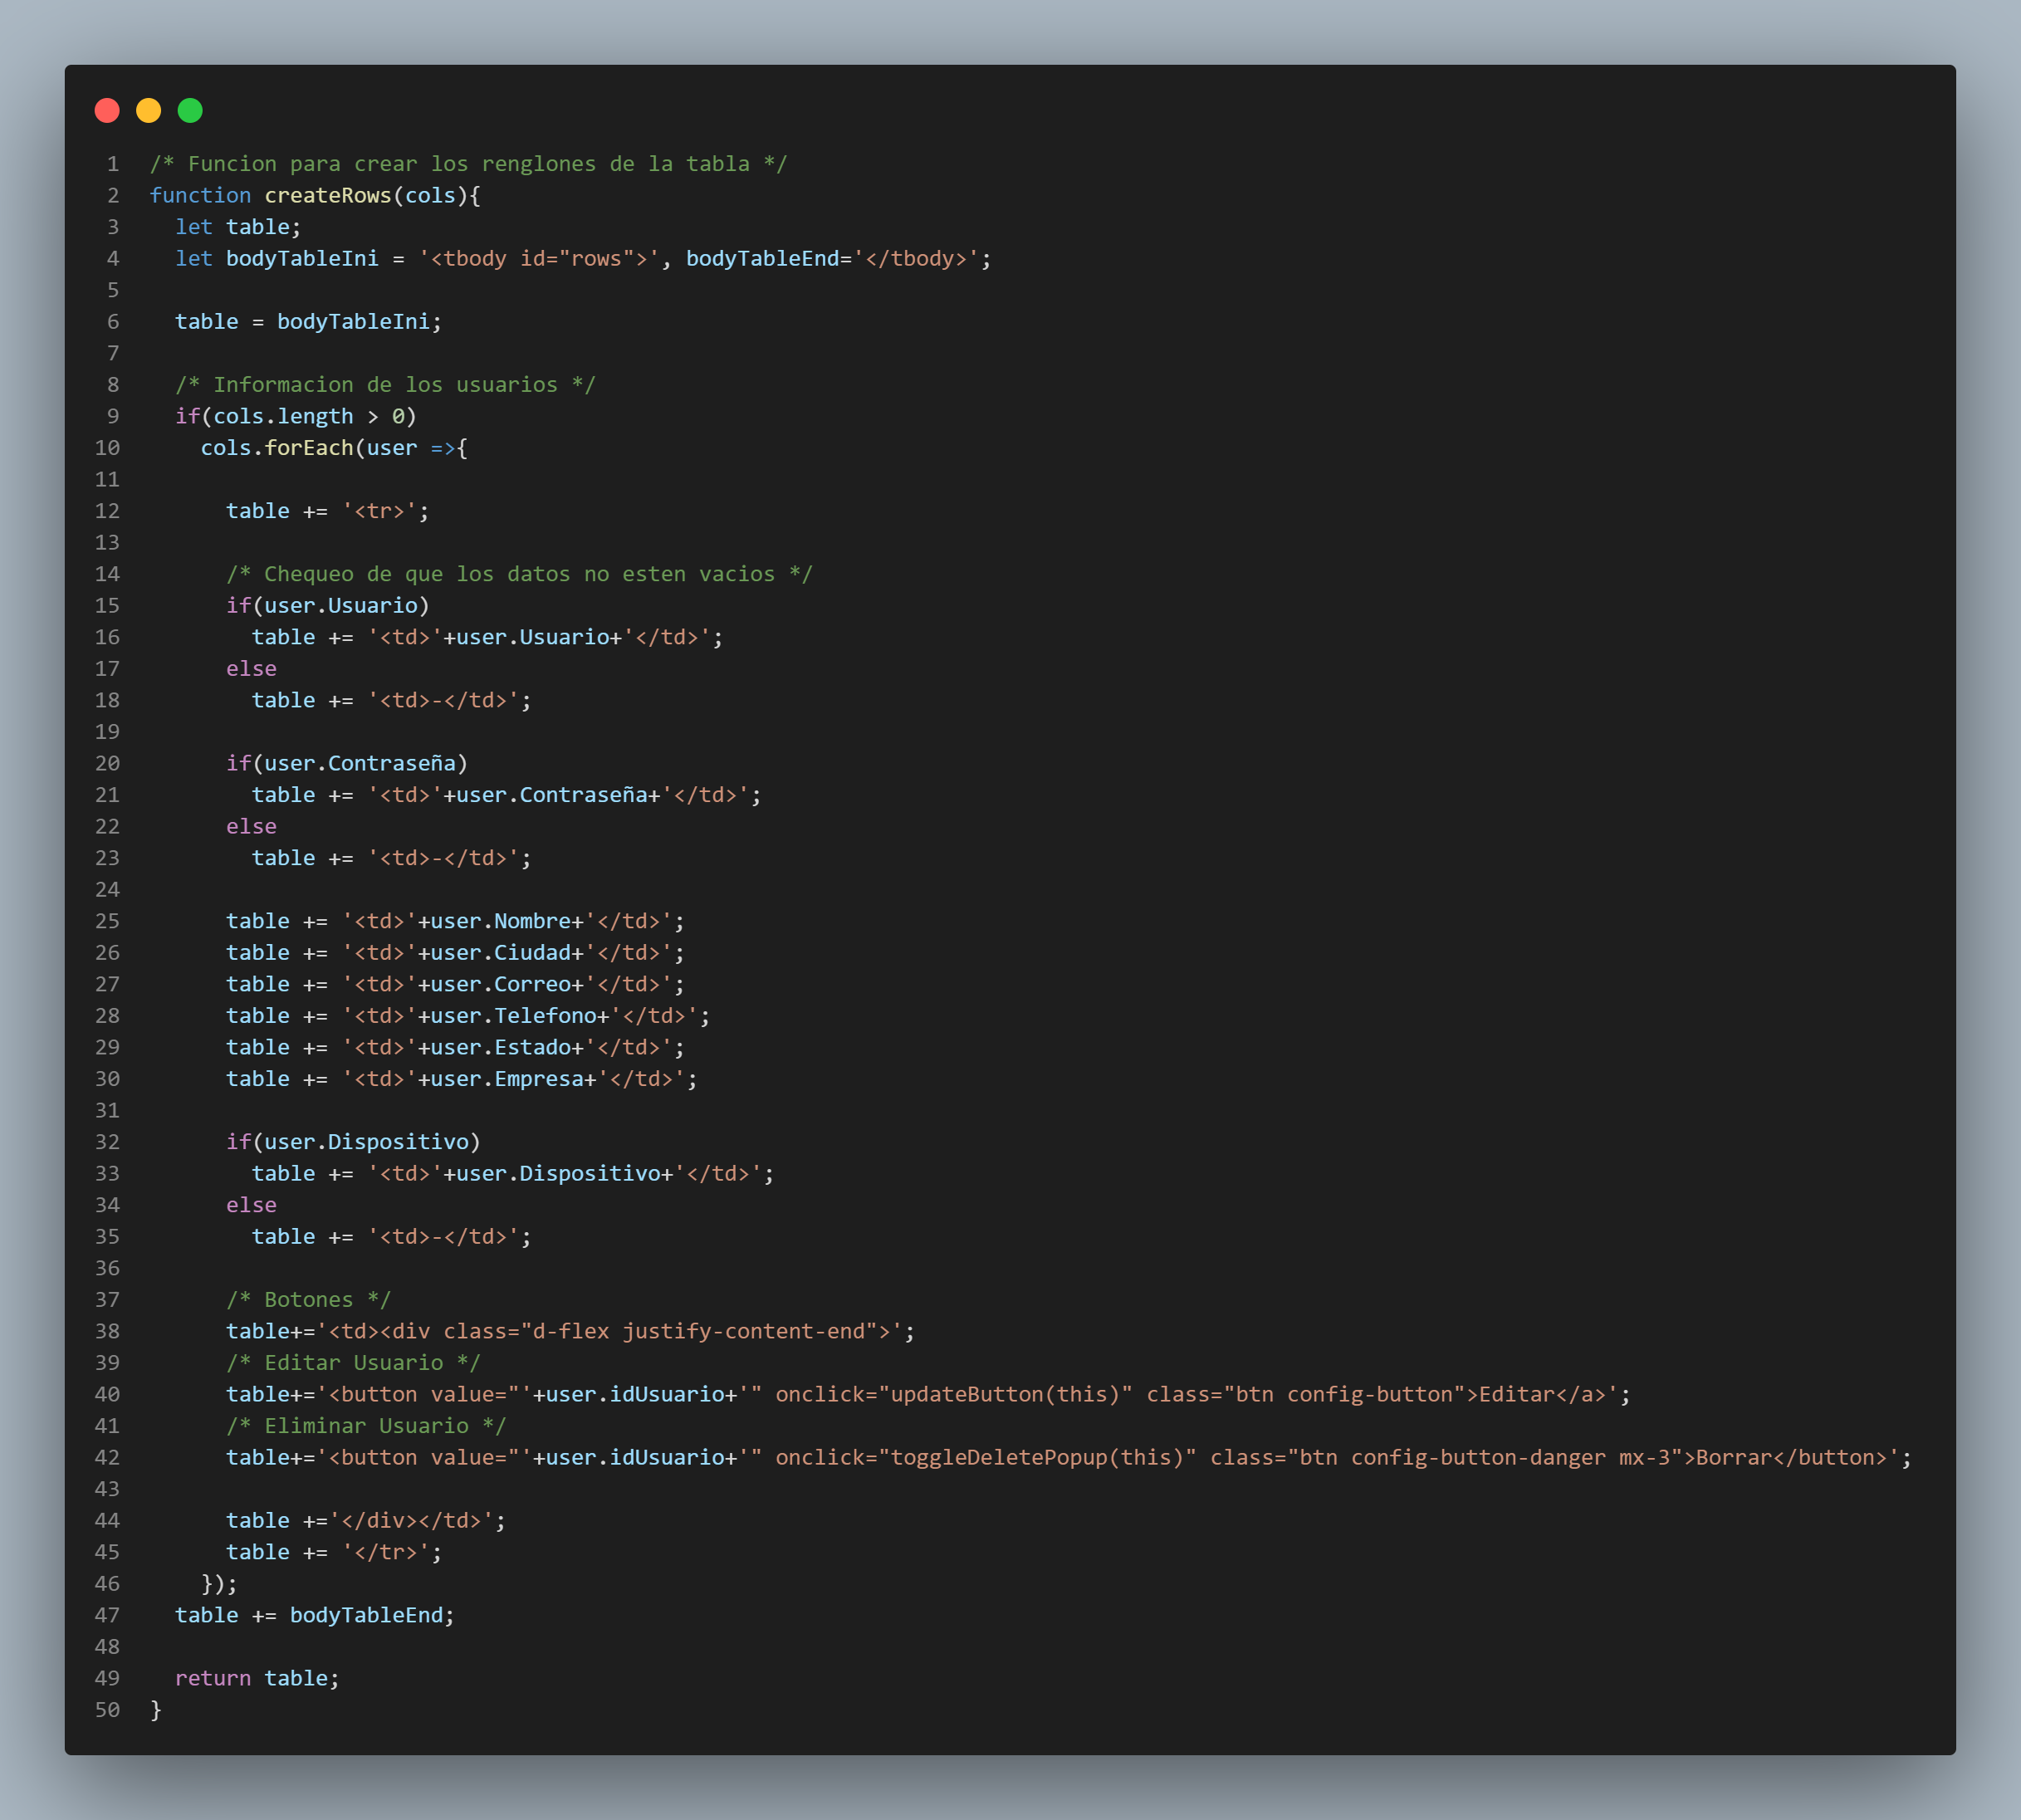 1 /* Funcion para crear los renglones de la tabla */
2 function createRows(cols){
3   let table;
4   let bodyTableIni = '<tbody id="rows">', bodyTableEnd='</tbody>';
5
6   table = bodyTableIni;
7
8   /* Informacion de los usuarios */
9   if(cols.length > 0)
10     cols.forEach(user =>{
11
12       table += '<tr>';
13
14       /* Chequeo de que los datos no esten vacios */
15       if(user.Usuario)
16         table += '<td>'+user.Usuario+'</td>';
17       else
18         table += '<td>-</td>';
19
20       if(user.Contraseña)
21         table += '<td>'+user.Contraseña+'</td>';
22       else
23         table += '<td>-</td>';
24
25       table += '<td>'+user.Nombre+'</td>';
26       table += '<td>'+user.Ciudad+'</td>';
27       table += '<td>'+user.Correo+'</td>';
28       table += '<td>'+user.Telefono+'</td>';
29       table += '<td>'+user.Estado+'</td>';
30       table += '<td>'+user.Empresa+'</td>';
31
32       if(user.Dispositivo)
33         table += '<td>'+user.Dispositivo+'</td>';
34       else
35         table += '<td>-</td>';
36
37       /* Botones */
38       table+='<td><div class="d-flex justify-content-end">';
39       /* Editar Usuario */
40       table+='<button value="'+user.idUsuario+'" onclick="updateButton(this)" class="btn config-button">Editar</a>';
41       /* Eliminar Usuario */
42       table+='<button value="'+user.idUsuario+'" onclick="toggleDeletePopup(this)" class="btn config-button-danger mx-3">Borrar</button>';
43
44       table +='</div></td>';
45       table += '</tr>';
46     });
47   table += bodyTableEnd;
48
49   return table;
50 }